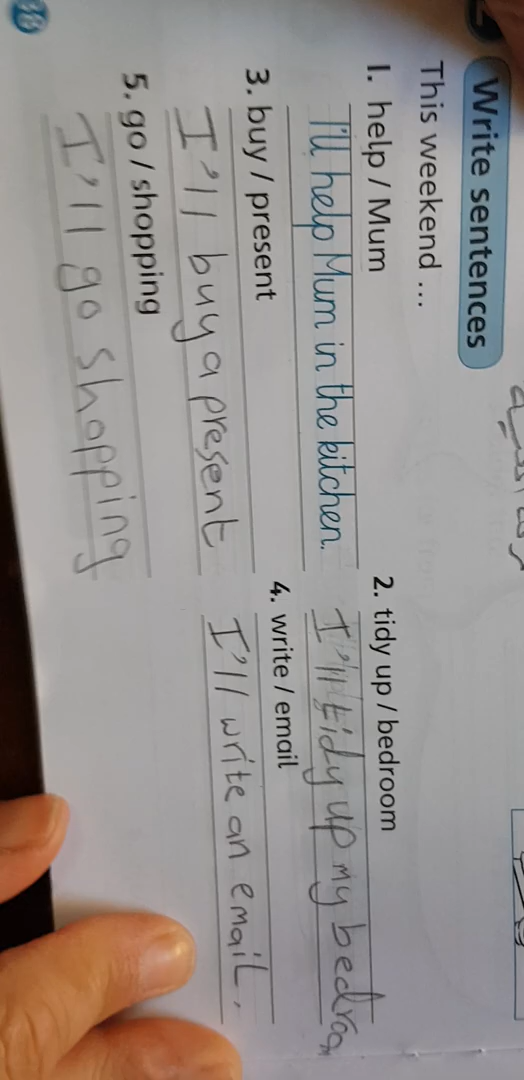 Write sentences
This weekend ...
1. help / Mum
I'll help Mum in the kitchen.
2. tidy up / bedroom
I'll tidy up my bedroom
3. buy / present
I'll buy a present
4. write / email
I'll write an email.
5. go / shopping
I'll go shopping